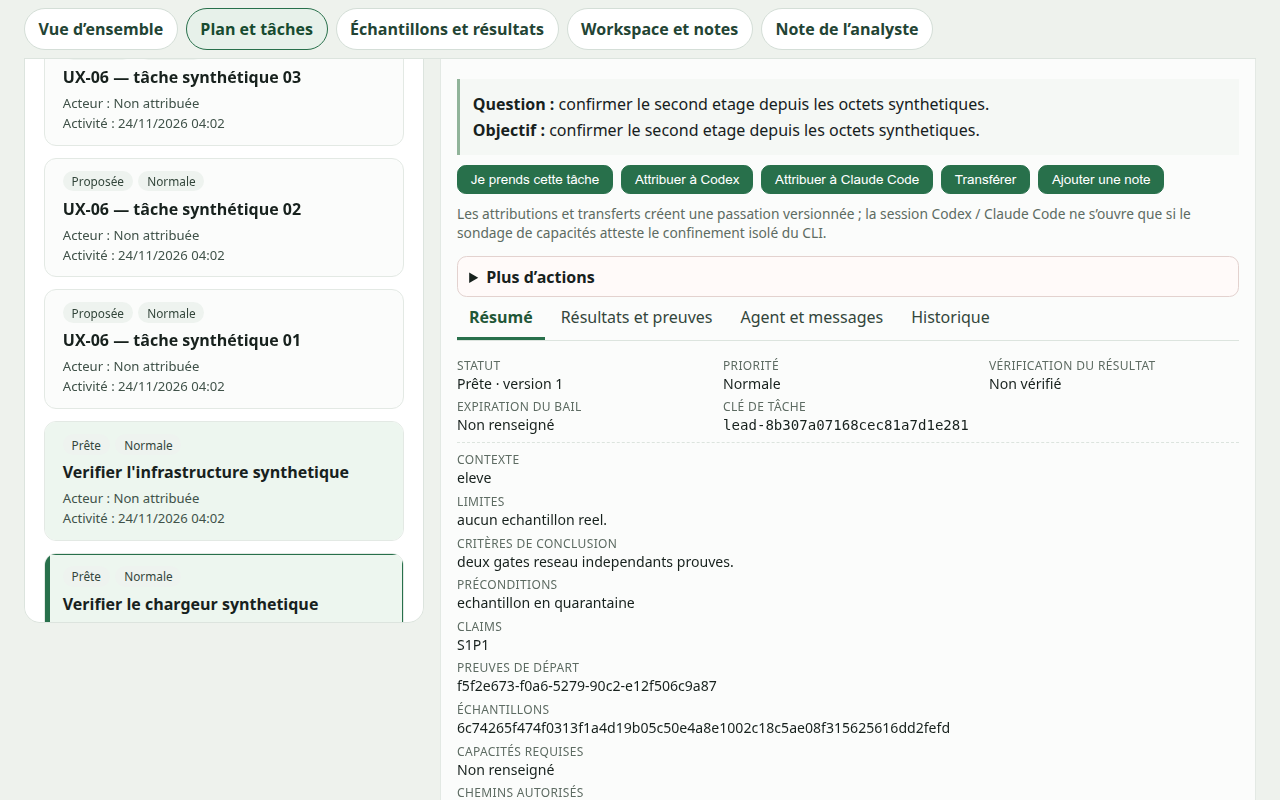 Vue d’ensemble
Plan et tâches
Échantillons et résultats
Workspace et notes
Note de l’analyste
UX-06 — tâche synthétique 03
Acteur : Non attribuée
Activité : 24/11/2026 04:02
Proposée Normale
UX-06 — tâche synthétique 02
Acteur : Non attribuée
Activité : 24/11/2026 04:02
Proposée Normale
UX-06 — tâche synthétique 01
Acteur : Non attribuée
Activité : 24/11/2026 04:02
Prête Normale
Verifier l'infrastructure synthetique
Acteur : Non attribuée
Activité : 24/11/2026 04:02
Prête Normale
Verifier le chargeur synthetique
Question : confirmer le second etage depuis les octets synthetiques.
Objectif : confirmer le second etage depuis les octets synthetiques.
Je prends cette tâche
Attribuer à Codex
Attribuer à Claude Code
Transférer
Ajouter une note
Les attributions et transferts créent une passation versionnée ; la session Codex / Claude Code ne s’ouvre que si le
sondage de capacités atteste le confinement isolé du CLI.
▶ Plus d’actions
Résumé
Résultats et preuves
Agent et messages
Historique
STATUT
Prête · version 1
PRIORITÉ
Normale
VÉRIFICATION DU RÉSULTAT
Non vérifié
EXPIRATION DU BAIL
Non renseigné
CLÉ DE TÂCHE
lead-8b307a07168cec81a7d1e281
CONTEXTE
eleve
LIMITES
aucun echantillon reel.
CRITÈRES DE CONCLUSION
deux gates reseau independants prouves.
PRÉCONDITIONS
echantillon en quarantaine
CLAIMS
S1P1
PREUVES DE DÉPART
f5f2e673-f0a6-5279-90c2-e12f506c9a87
ÉCHANTILLONS
6c74265f474f0313f1a4d19b05c50e4a8e1002c18c5ae08f315625616dd2fefd
CAPACITÉS REQUISES
Non renseigné
CHEMINS AUTORISÉS